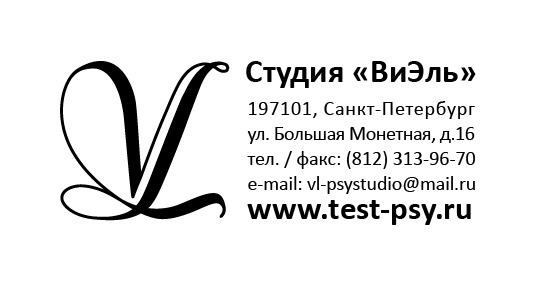 VL
Студия «ВиЭль»
197101, Санкт-Петербург
ул. Большая Монетная, д.16
тел. / факс: (812) 313-96-70
e-mail: vl-psystudio@mail.ru
www.test-psy.ru